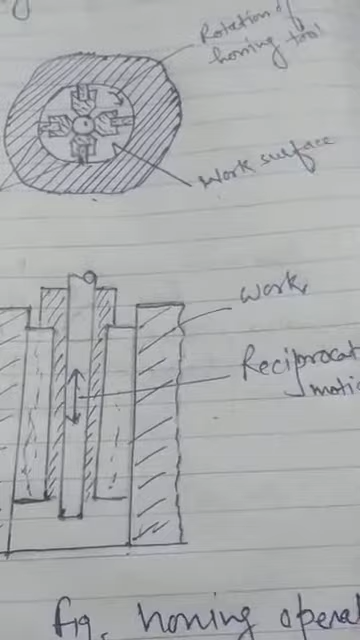 Rotation of
honing tool
Work surface
Work
Reciprocat
motio
Fig. honing operat